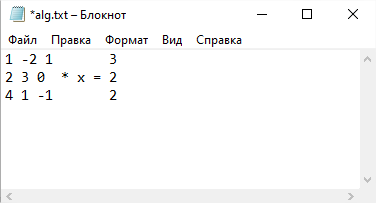 *alg.txt – Блокнот
Файл Правка Формат Вид Справка
1 -2 1       3
2 3 0  * x = 2
4 1 -1       2